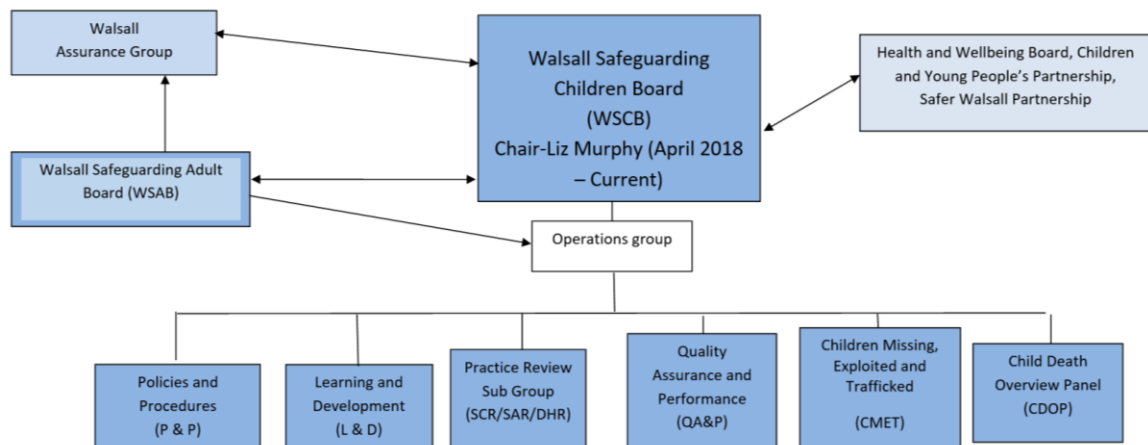 Walsall
Assurance Group
Walsall Safeguarding
Children Board
(WSCB)
Chair-Liz Murphy (April 2018
– Current)
Health and Wellbeing Board, Children
and Young People’s Partnership,
Safer Walsall Partnership
Walsall Safeguarding Adult
Board (WSAB)
Operations group
Policies and
Procedures
(P & P)
Learning and
Development
(L & D)
Practice Review
Sub Group
(SCR/SAR/DHR)
Quality
Assurance and
Performance
(QA&P)
Children Missing,
Exploited and
Trafficked
(CMET)
Child Death
Overview Panel
(CDOP)